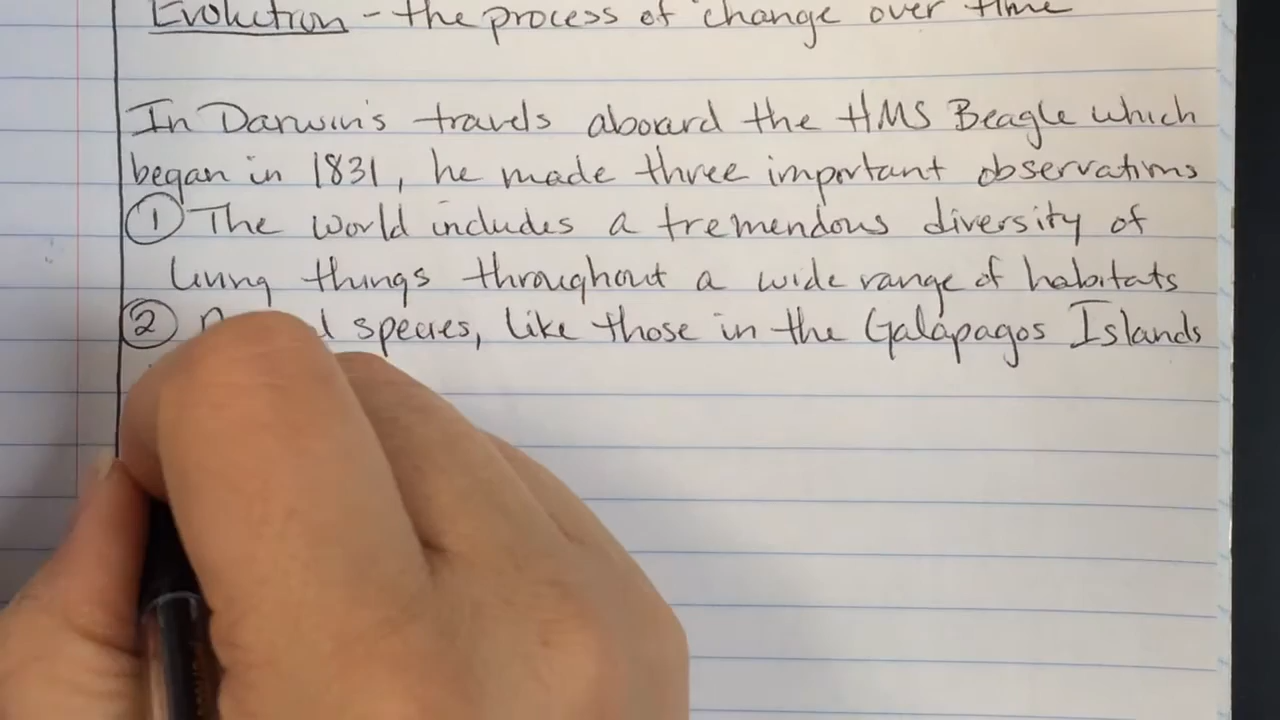 Evolution - the process of change over time
In Darwin's travels aboard the HMS Beagle which
began in 1831, he made three important observations
① The world includes a tremendous diversity of
living things throughout a wide range of habitats
② species, like those in the Galápagos Islands